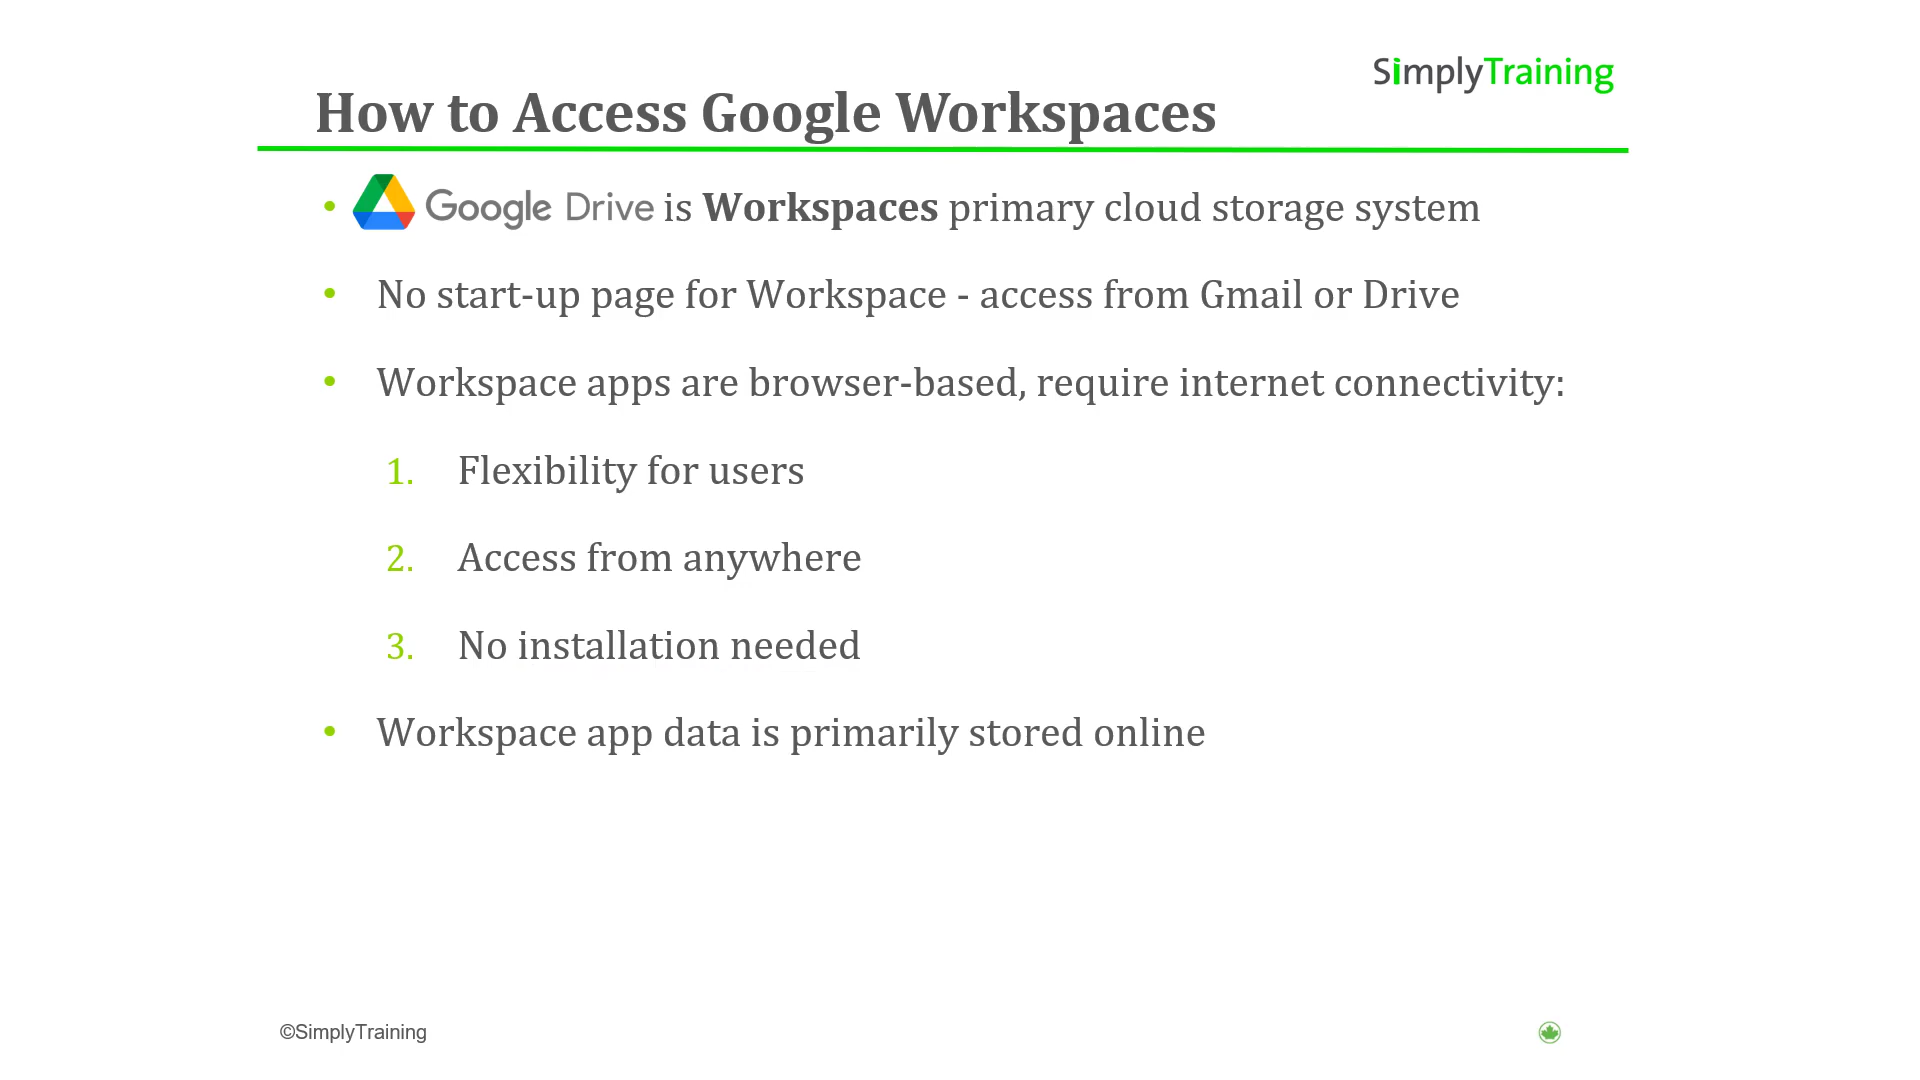 SimplyTraining
How to Access Google Workspaces
• Google Drive is Workspaces primary cloud storage system
• No start-up page for Workspace - access from Gmail or Drive
• Workspace apps are browser-based, require internet connectivity:
1. Flexibility for users
2. Access from anywhere
3. No installation needed
• Workspace app data is primarily stored online
©SimplyTraining